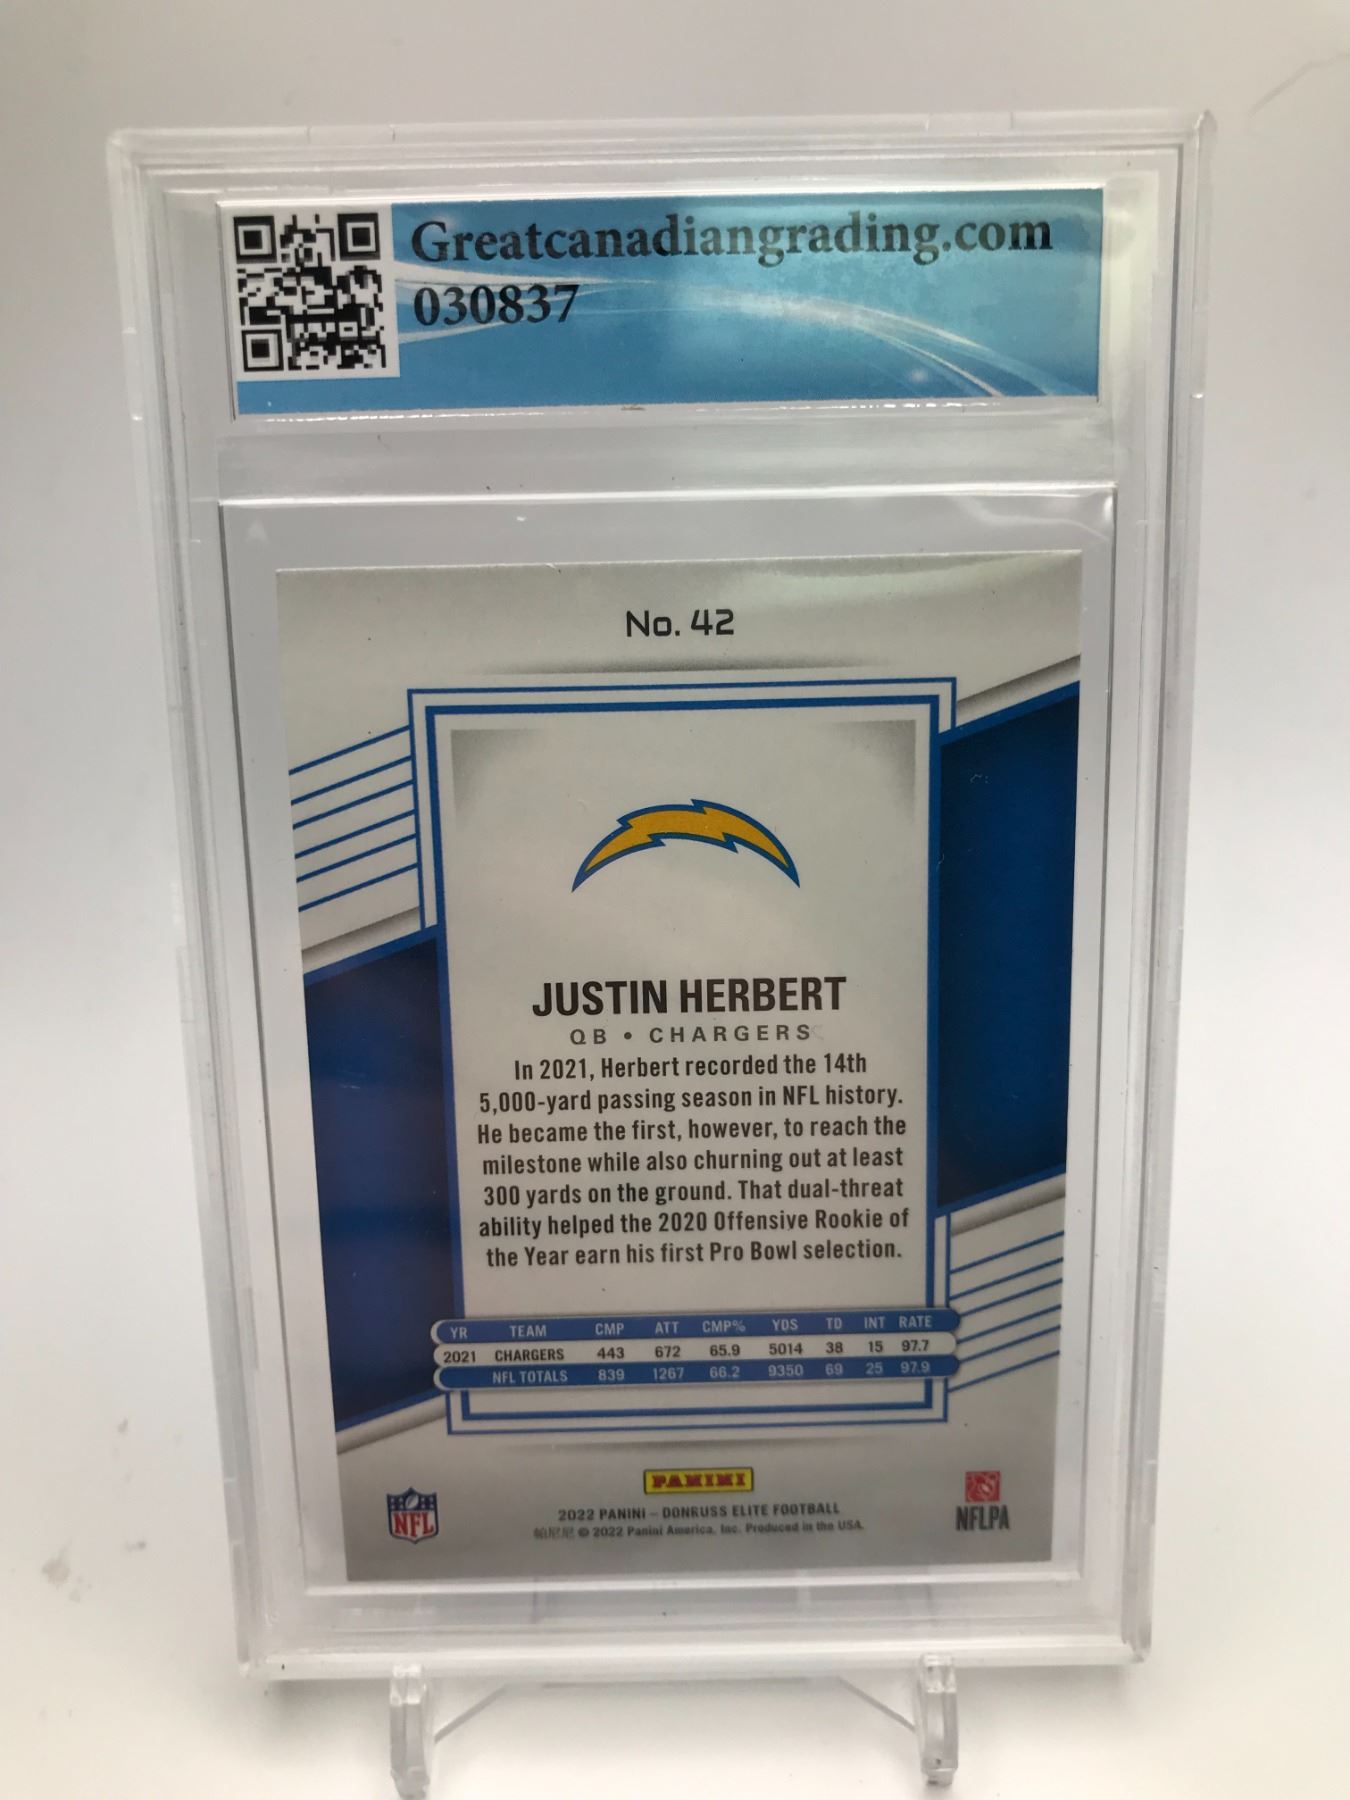 Greatcanadiangrading.com
030837
No. 42
JUSTIN HERBERT
QB • CHARGERS
In 2021, Herbert recorded the 14th
5,000-yard passing season in NFL history.
He became the first, however, to reach the
milestone while also churning out at least
300 yards on the ground. That dual-threat
ability helped the 2020 Offensive Rookie of
the Year earn his first Pro Bowl selection.
YR TEAM CMP ATT CMP% YDS TD INT RATE
2021 CHARGERS 443 672 65.9 5014 38 15 97.7
NFL TOTALS 839 1267 66.2 9350 69 25 97.9
PANINI
NFL
2022 PANINI – DONRUSS ELITE FOOTBALL
帕尼尼 © 2022 Panini America, Inc. Produced in the USA.
NFLPA